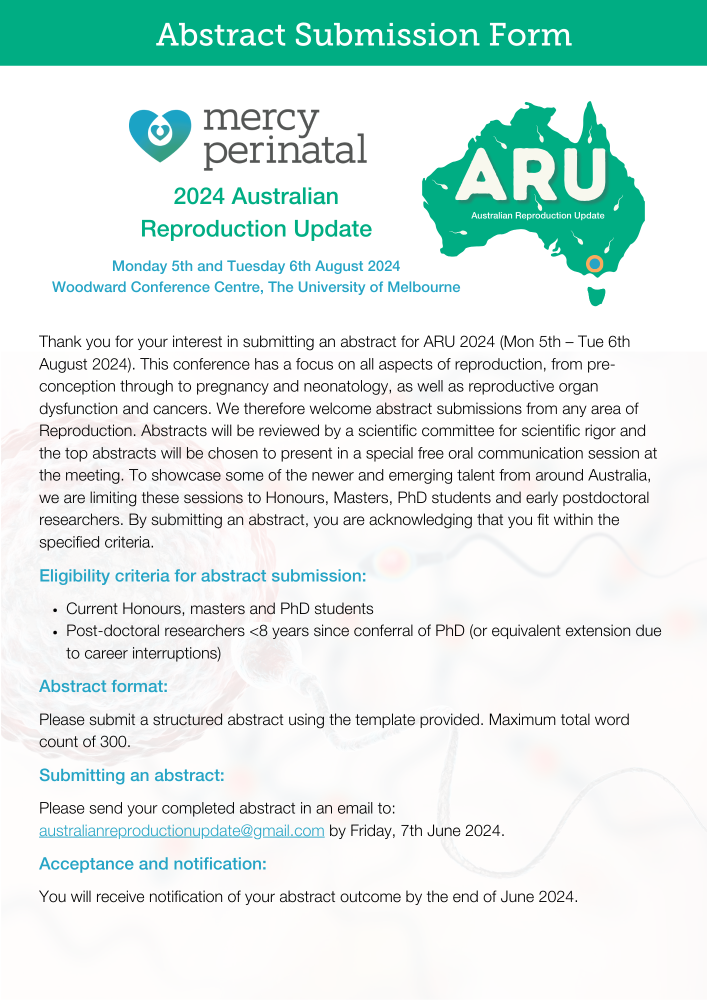 Abstract Submission Form
mercy
perinatal
2024 Australian
Reproduction Update
Monday 5th and Tuesday 6th August 2024
Woodward Conference Centre, The University of Melbourne
ARU
Australian Reproduction Update
Thank you for your interest in submitting an abstract for ARU 2024 (Mon 5th – Tue 6th
August 2024). This conference has a focus on all aspects of reproduction, from pre-
conception through to pregnancy and neonatology, as well as reproductive organ
dysfunction and cancers. We therefore welcome abstract submissions from any area of
Reproduction. Abstracts will be reviewed by a scientific committee for scientific rigor and
the top abstracts will be chosen to present in a special free oral communication session at
the meeting. To showcase some of the newer and emerging talent from around Australia,
we are limiting these sessions to Honours, Masters, PhD students and early postdoctoral
researchers. By submitting an abstract, you are acknowledging that you fit within the
specified criteria.
Eligibility criteria for abstract submission:
• Current Honours, masters and PhD students
• Post-doctoral researchers <8 years since conferral of PhD (or equivalent extension due
to career interruptions)
Abstract format:
Please submit a structured abstract using the template provided. Maximum total word
count of 300.
Submitting an abstract:
Please send your completed abstract in an email to:
australianreproductionupdate@gmail.com by Friday, 7th June 2024.
Acceptance and notification:
You will receive notification of your abstract outcome by the end of June 2024.